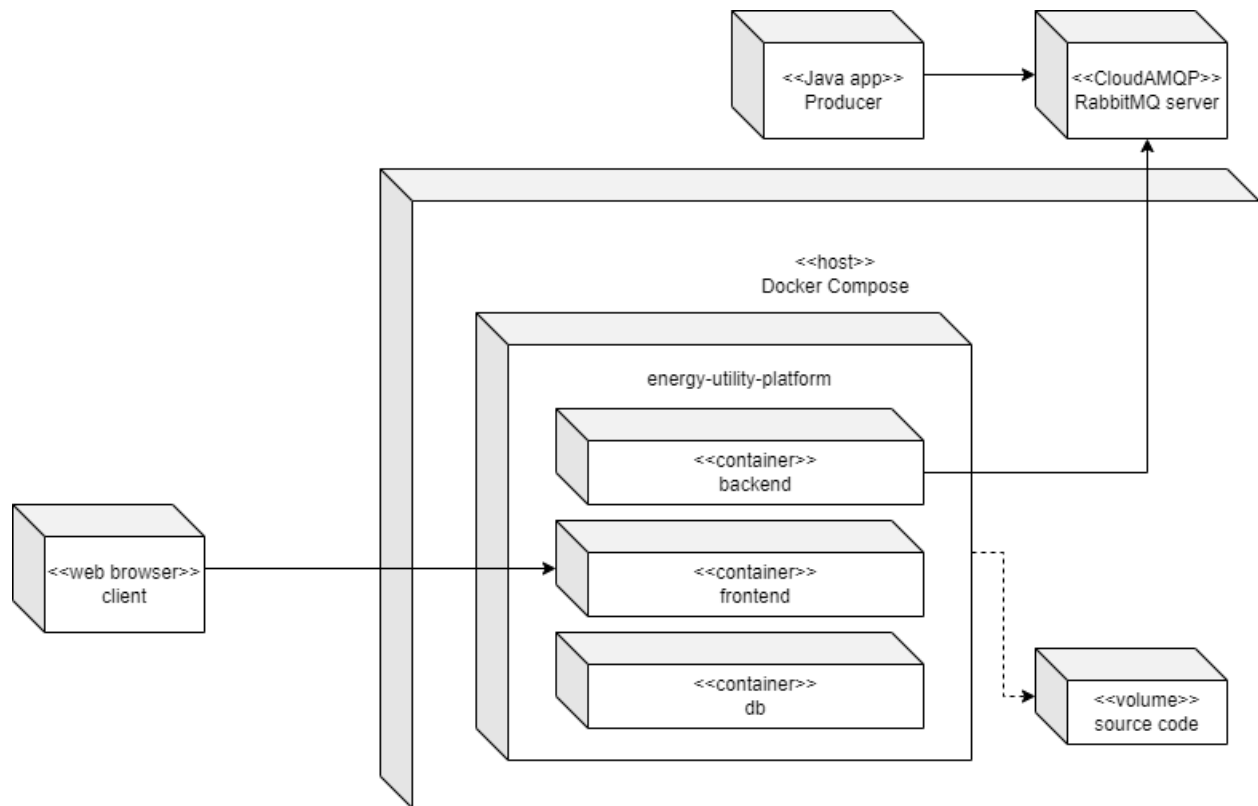 <<Java app>>
Producer
<<CloudAMQP>>
RabbitMQ server
<<host>>
Docker Compose
energy-utility-platform
<<container>>
backend
<<web browser>>
client
<<container>>
frontend
<<container>>
db
<<volume>>
source code